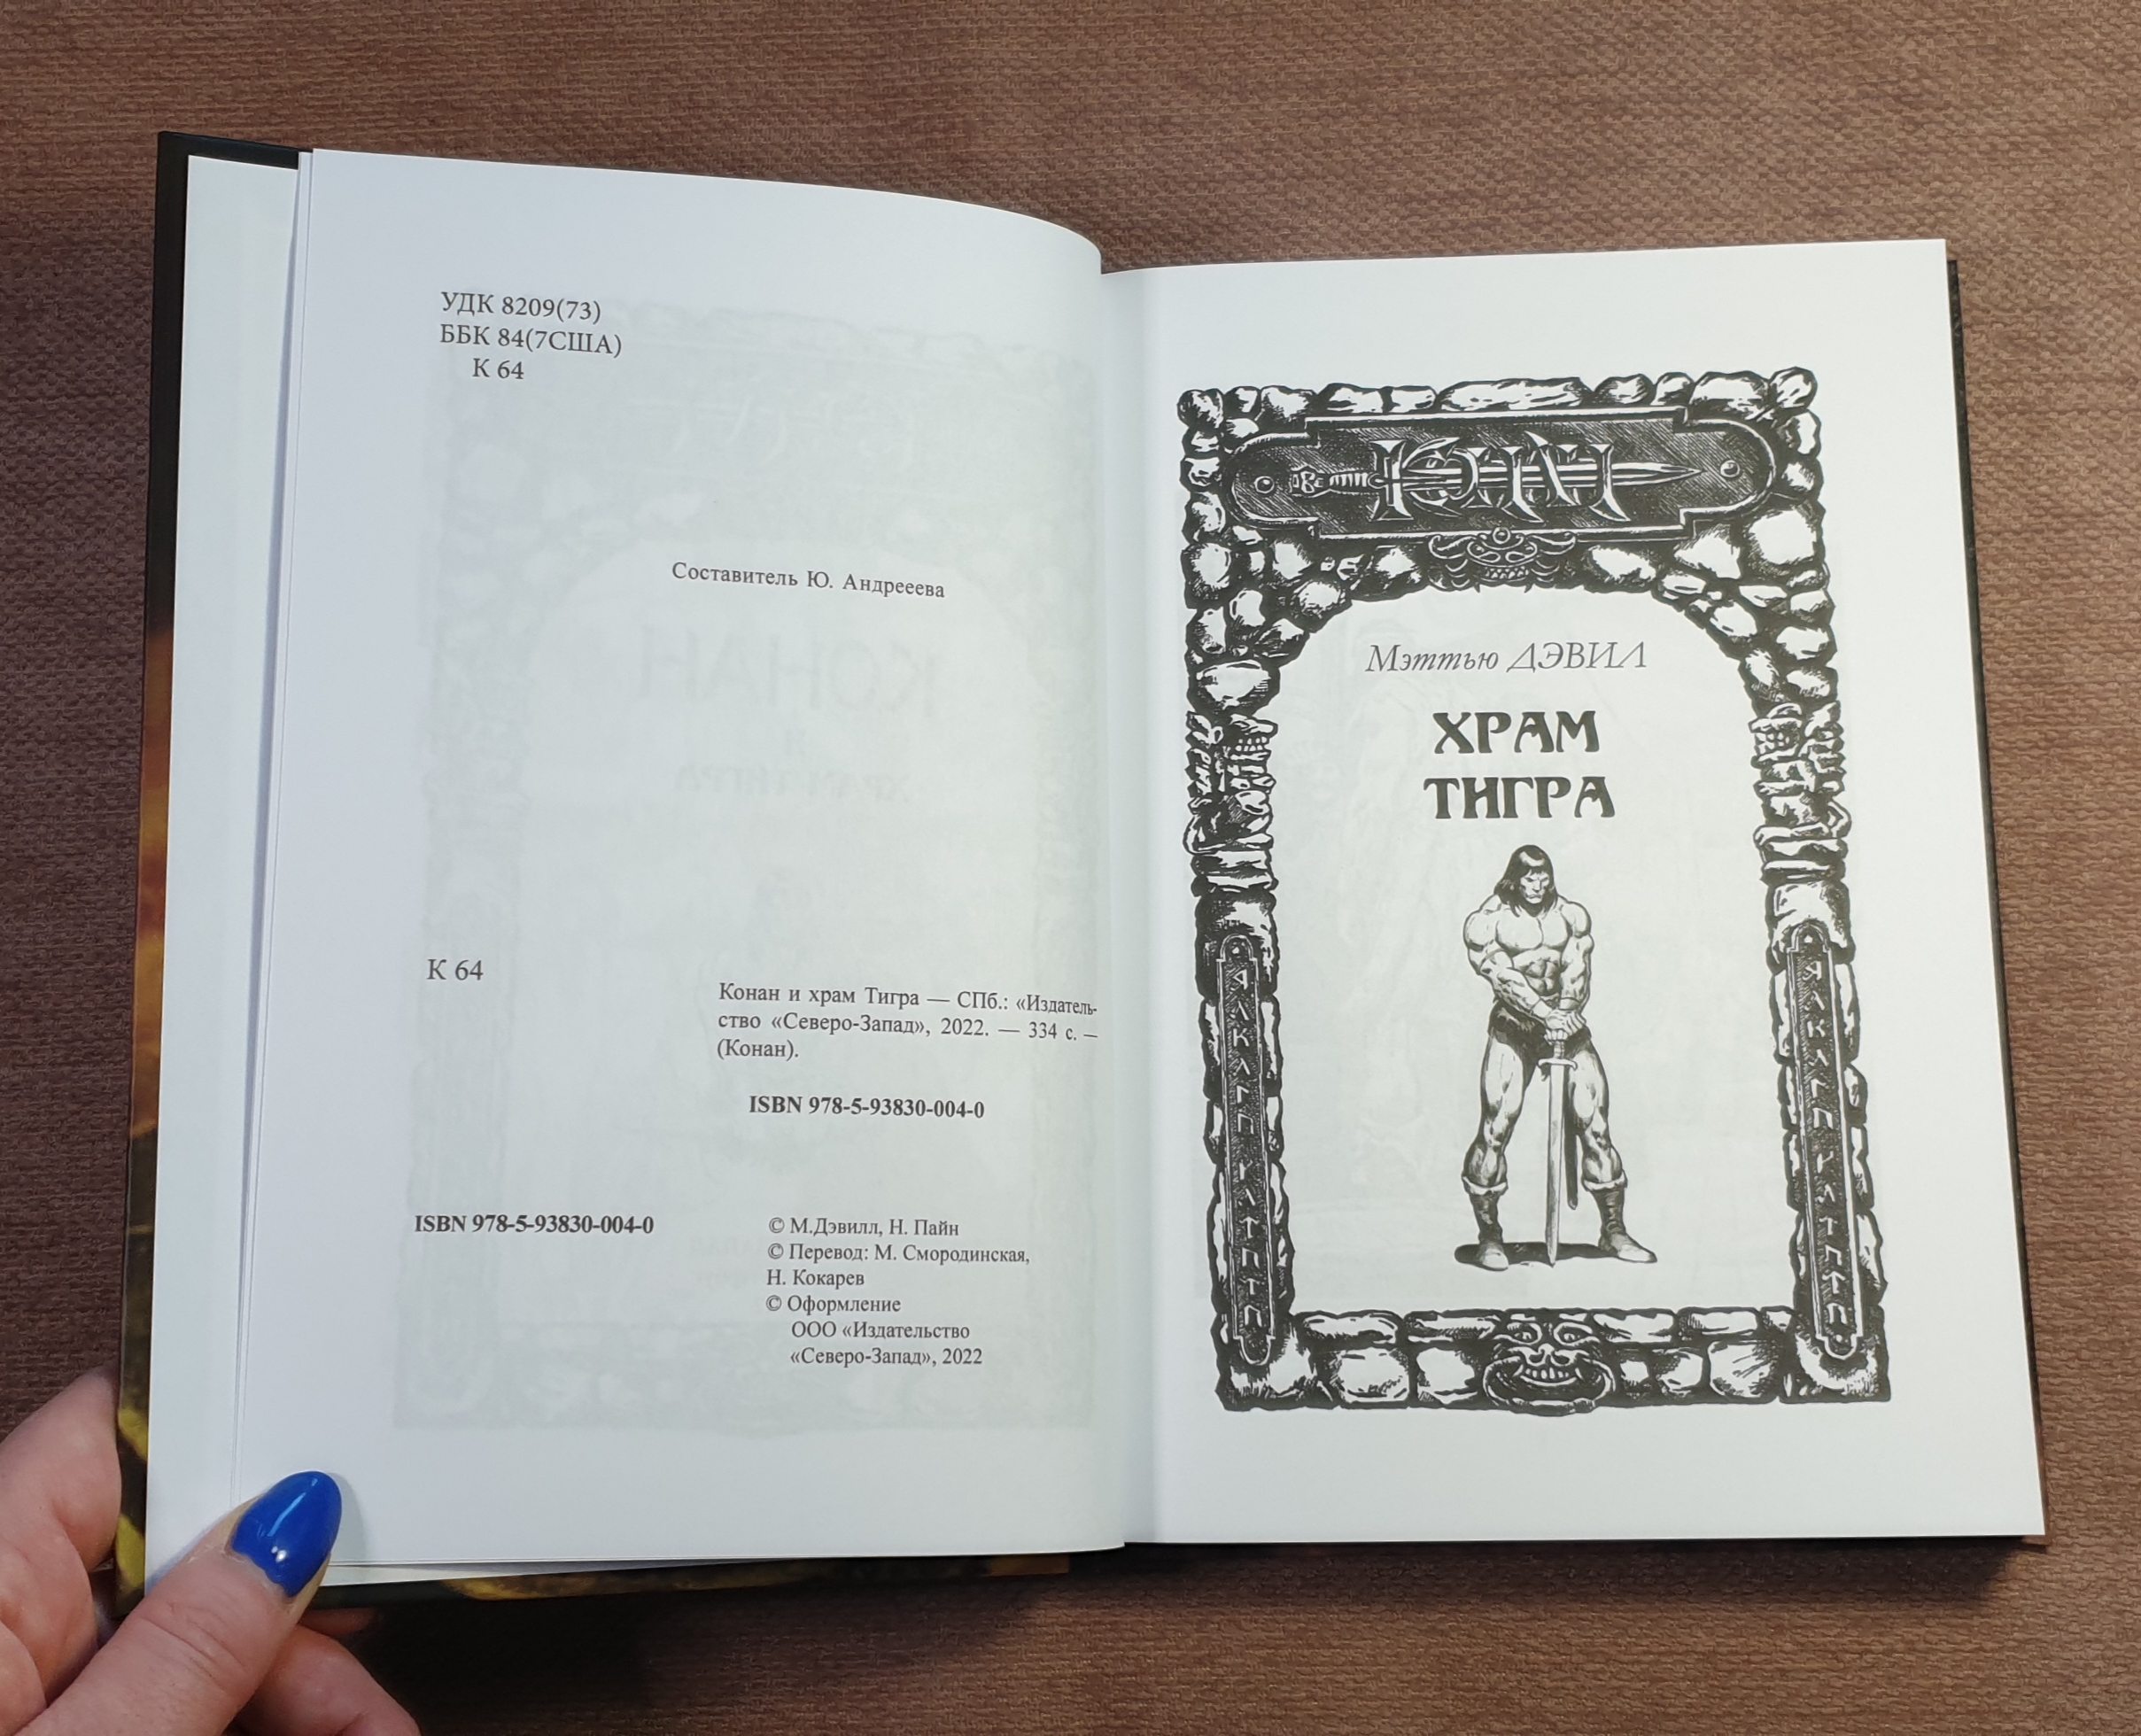 УДК 8209(73)
ББК 84(7США)
К 64
Составитель Ю. Андрееева
К 64
Конан и храм Тигра — СПб.: «Издатель-
ство «Северо-Запад», 2022. — 334 с. –
(Конан).
ISBN 978-5-93830-004-0
ISBN 978-5-93830-004-0
© М.Дэвилл, Н. Пайн
© Перевод: М. Смородинская,
Н. Кокарев
© Оформление
ООО «Издательство
«Северо-Запад», 2022
КОНАН
Мэттью ДЭВИЛ
ХРАМ
ТИГРА